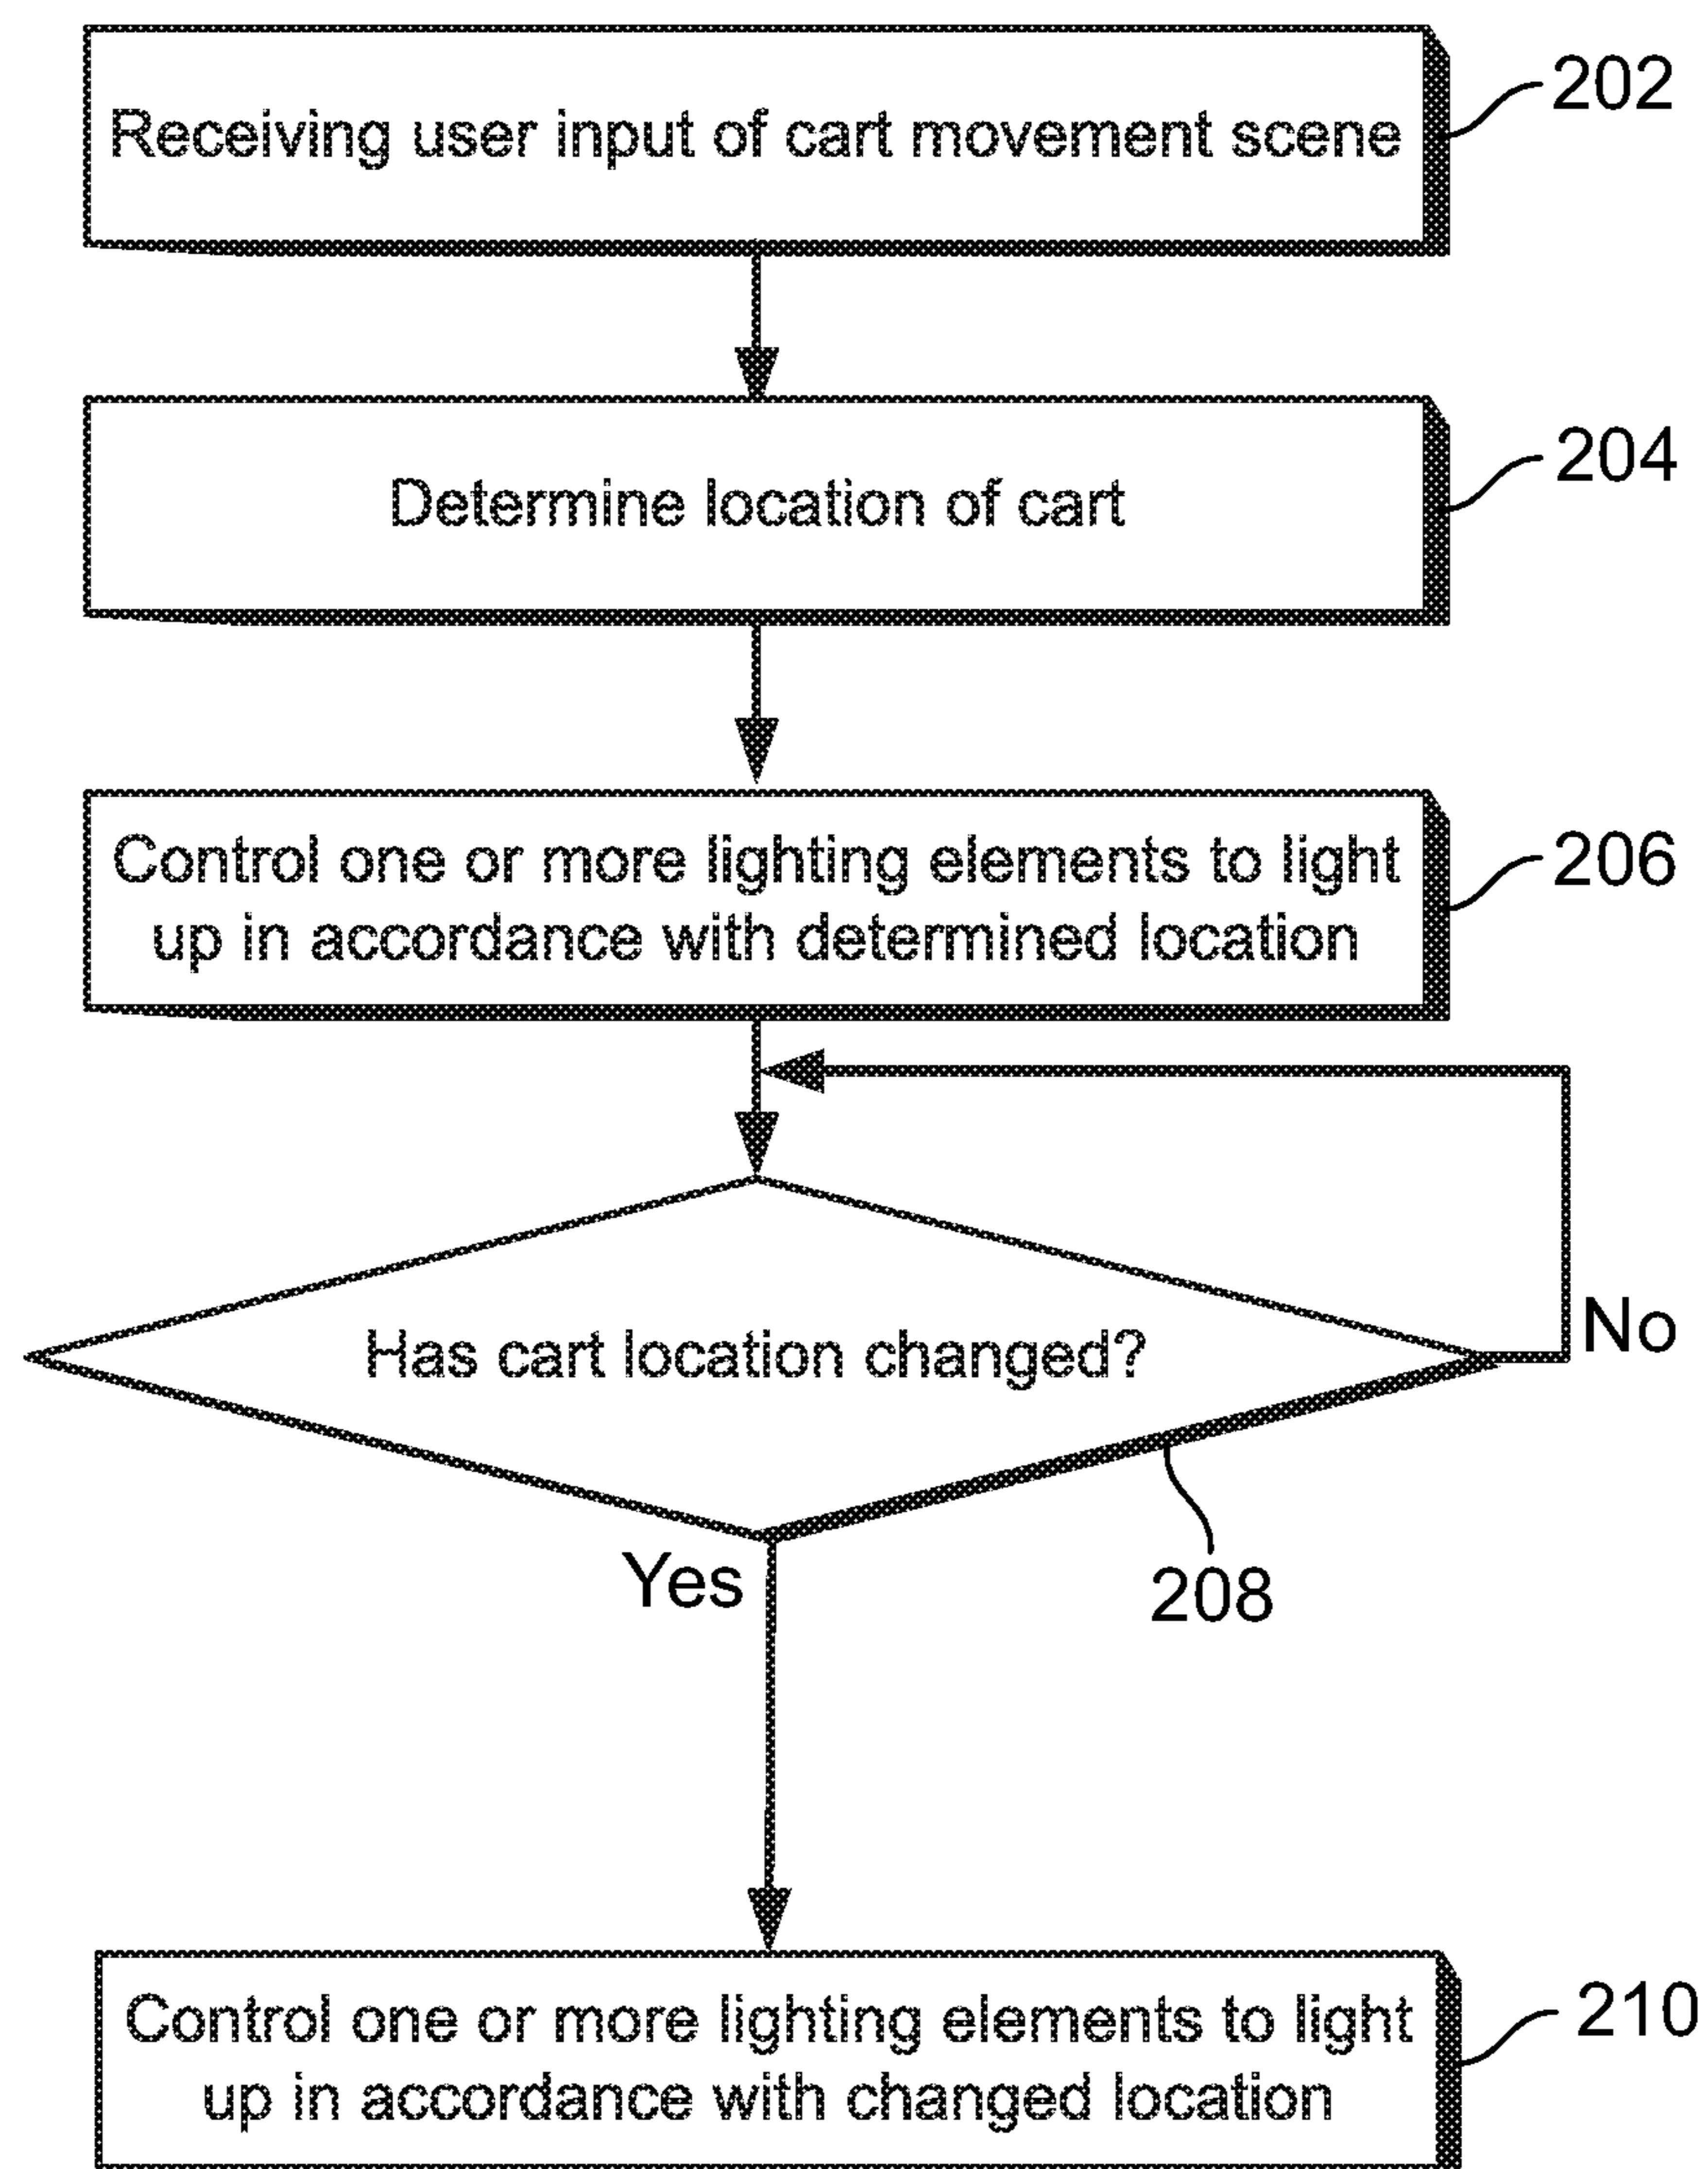 Receiving user input of cart movement scene
202
Determine location of cart
204
Control one or more lighting elements to light
up in accordance with determined location
206
Has cart location changed?
No
Yes
208
Control one or more lighting elements to light
up in accordance with changed location
210